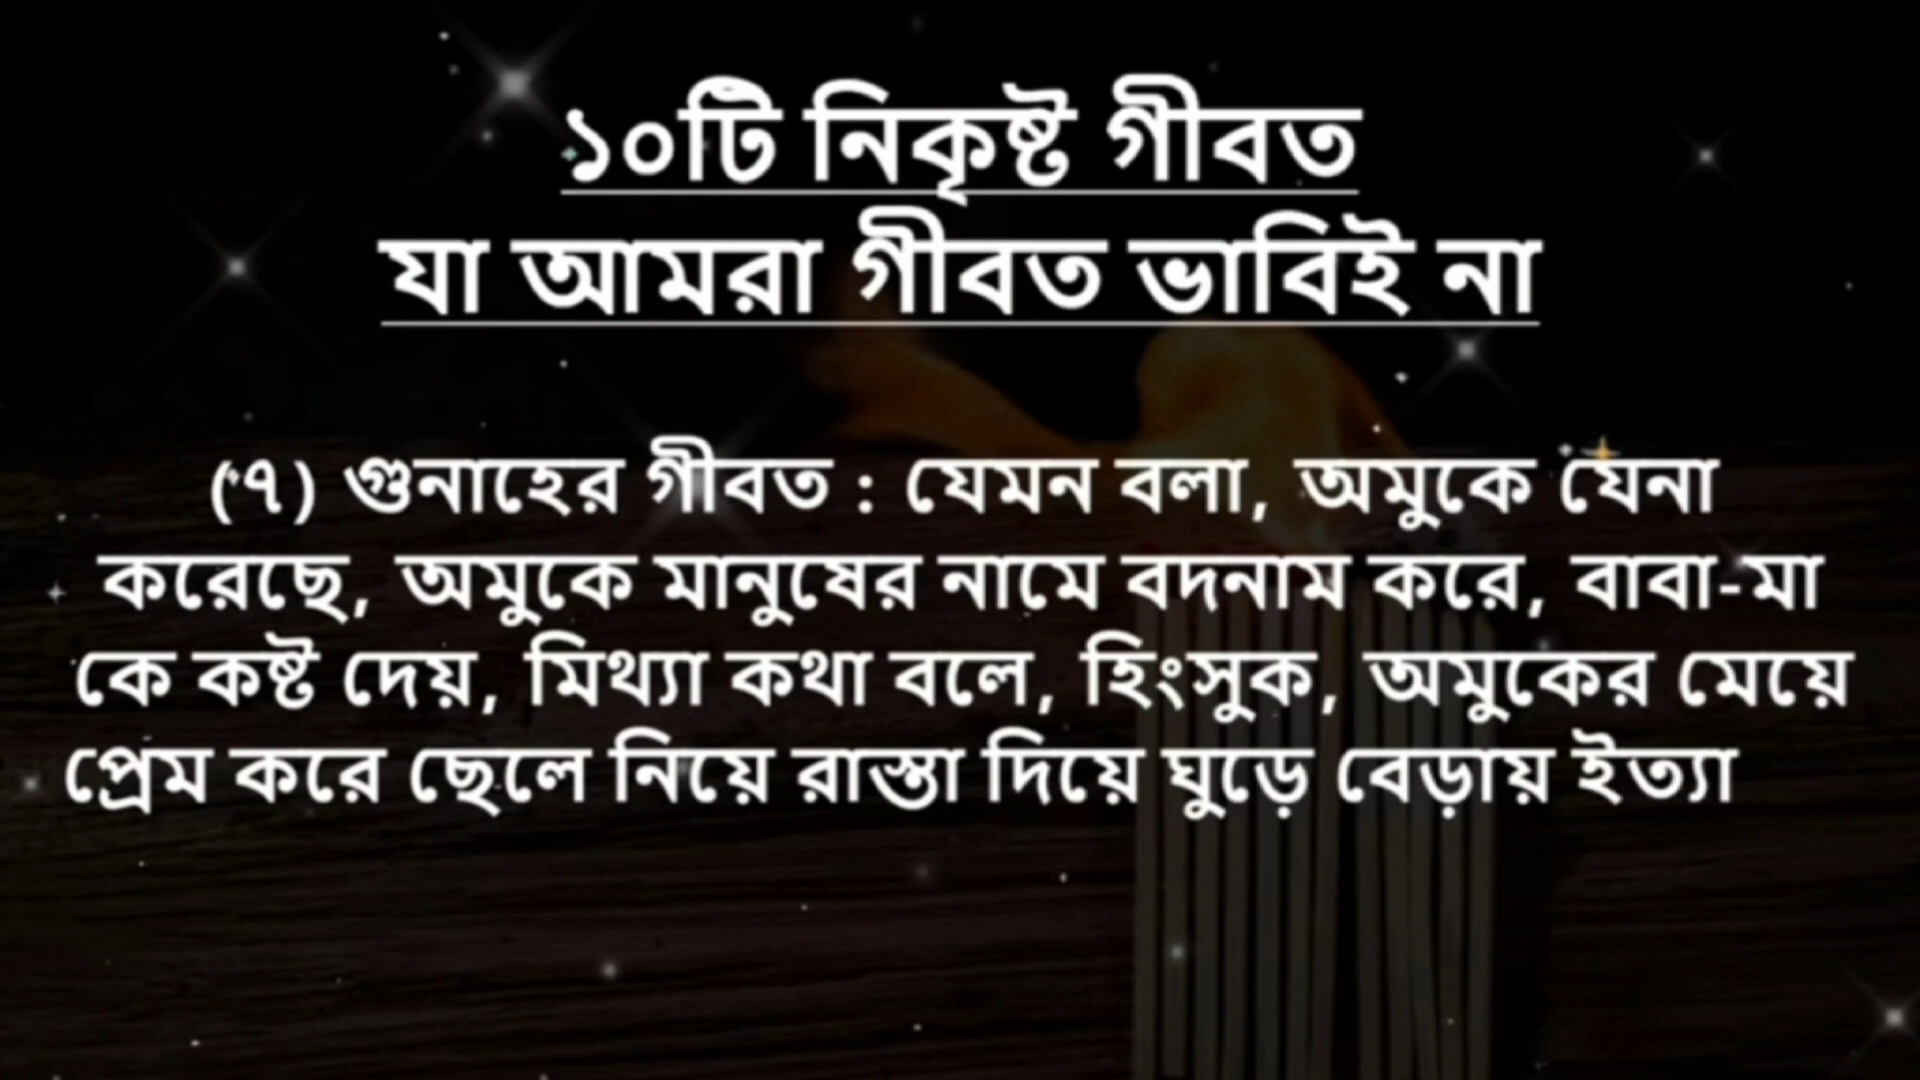 ১০টি নিকৃষ্ট গীবত
যা আমরা গীবত ভাবিই না
(৭) গুনাহের গীবত : যেমন বলা, অমুকে যেনা
করেছে, অমুকে মানুষের নামে বদনাম করে, বাবা-মা
কে কষ্ট দেয়, মিথ্যা কথা বলে, হিংসুক, অমুকের মেয়ে
প্রেম করে ছেলে নিয়ে রাস্তা দিয়ে ঘুড়ে বেড়ায় ইত্যা